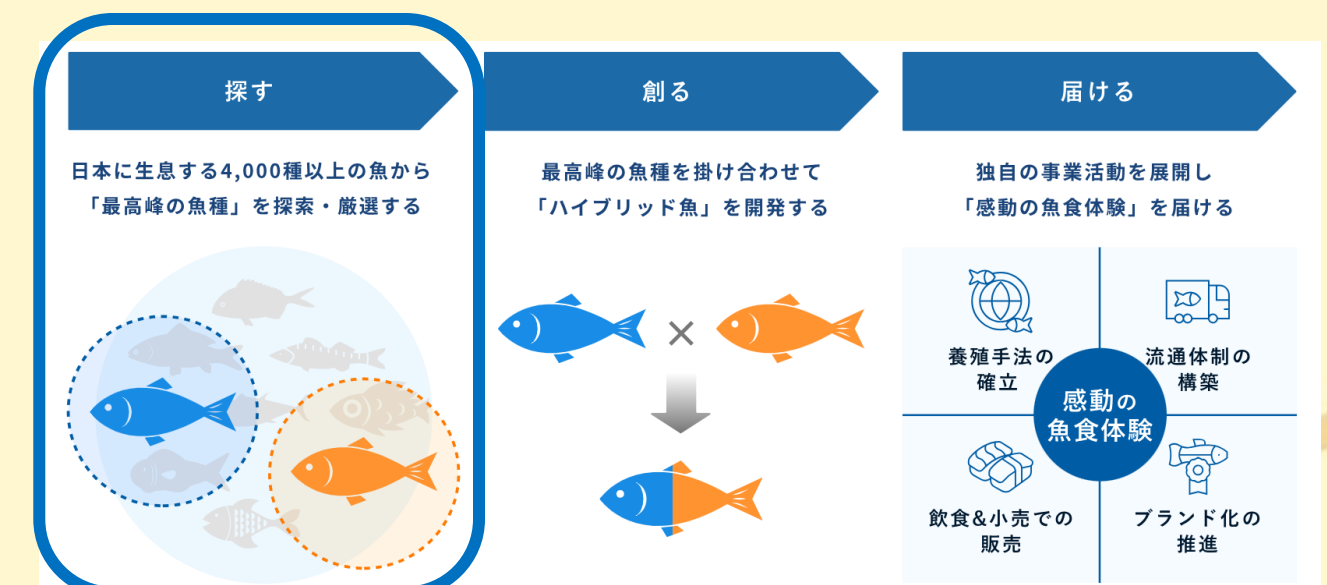 探す
日本に生息する4,000種以上の魚から
「最高峰の魚種」を探索・厳選する
創る
最高峰の魚種を掛け合わせて
「ハイブリッド魚」を開発する
×
届ける
独自の事業活動を展開し
「感動の魚食体験」を届ける
養殖手法の
確立
流通体制の
構築
感動の
魚食体験
飲食&小売での
販売
ブランド化の
推進